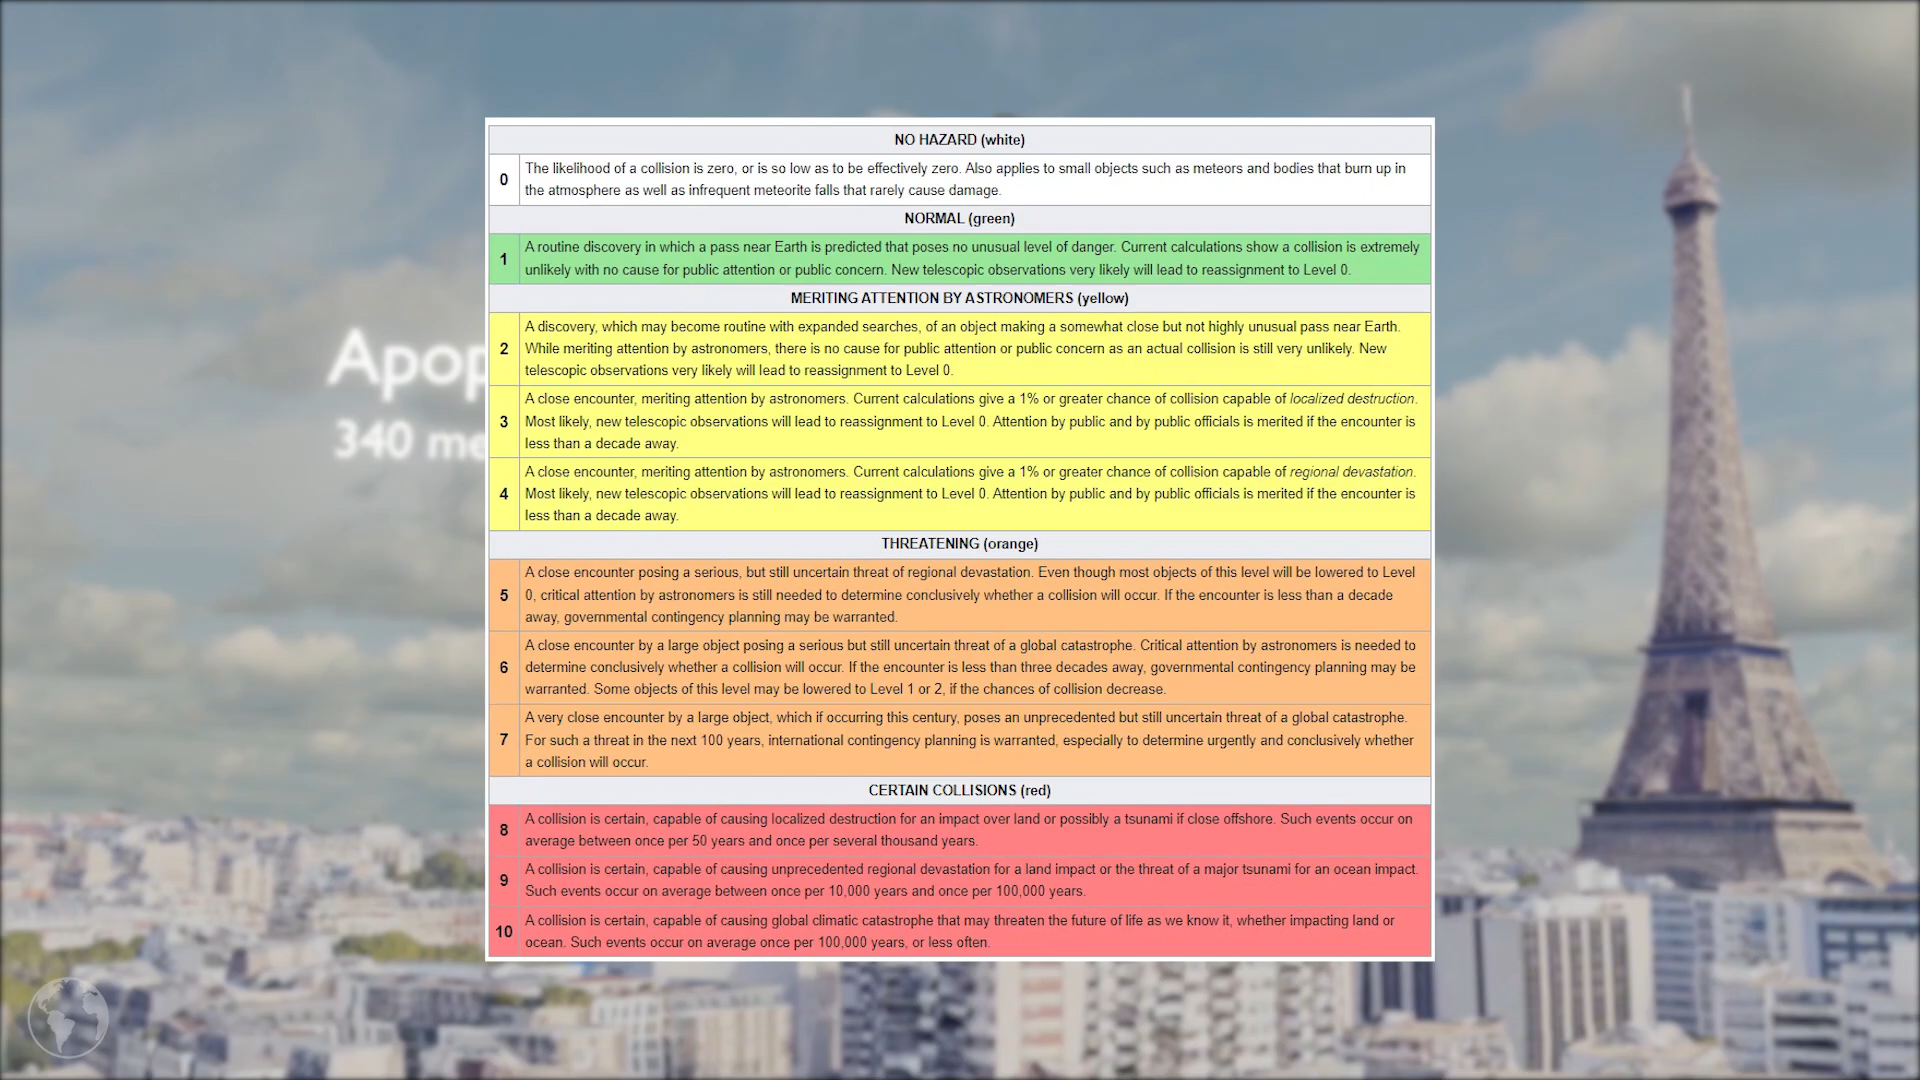 NO HAZARD (white)
0
The likelihood of a collision is zero, or is so low as to be effectively zero. Also applies to small objects such as meteors and bodies that burn up in
the atmosphere as well as infrequent meteorite falls that rarely cause damage.
NORMAL (green)
1
A routine discovery in which a pass near Earth is predicted that poses no unusual level of danger. Current calculations show a collision is extremely
unlikely with no cause for public attention or public concern. New telescopic observations very likely will lead to reassignment to Level 0.
MERITING ATTENTION BY ASTRONOMERS (yellow)
2
A discovery, which may become routine with expanded searches, of an object making a somewhat close but not highly unusual pass near Earth.
While meriting attention by astronomers, there is no cause for public attention or public concern as an actual collision is still very unlikely. New
telescopic observations very likely will lead to reassignment to Level 0.
3
A close encounter, meriting attention by astronomers. Current calculations give a 1% or greater chance of collision capable of localized destruction.
Most likely, new telescopic observations will lead to reassignment to Level 0. Attention by public and by public officials is merited if the encounter is
less than a decade away.
4
A close encounter, meriting attention by astronomers. Current calculations give a 1% or greater chance of collision capable of regional devastation.
Most likely, new telescopic observations will lead to reassignment to Level 0. Attention by public and by public officials is merited if the encounter is
less than a decade away.
THREATENING (orange)
5
A close encounter posing a serious, but still uncertain threat of regional devastation. Even though most objects of this level will be lowered to Level
0, critical attention by astronomers is still needed to determine conclusively whether a collision will occur. If the encounter is less than a decade
away, governmental contingency planning may be warranted.
6
A close encounter by a large object posing a serious but still uncertain threat of a global catastrophe. Critical attention by astronomers is needed to
determine conclusively whether a collision will occur. If the encounter is less than three decades away, governmental contingency planning may be
warranted. Some objects of this level may be lowered to Level 1 or 2, if the chances of collision decrease.
7
A very close encounter by a large object, which if occurring this century, poses an unprecedented but still uncertain threat of a global catastrophe.
For such a threat in the next 100 years, international contingency planning is warranted, especially to determine urgently and conclusively whether
a collision will occur.
CERTAIN COLLISIONS (red)
8
A collision is certain, capable of causing localized destruction for an impact over land or possibly a tsunami if close offshore. Such events occur on
average between once per 50 years and once per several thousand years.
9
A collision is certain, capable of causing unprecedented regional devastation for a land impact or the threat of a major tsunami for an ocean impact.
Such events occur on average between once per 10,000 years and once per 100,000 years.
10
A collision is certain, capable of causing global climatic catastrophe that may threaten the future of life as we know it, whether impacting land or
ocean. Such events occur on average once per 100,000 years, or less often.
Apop
340 me